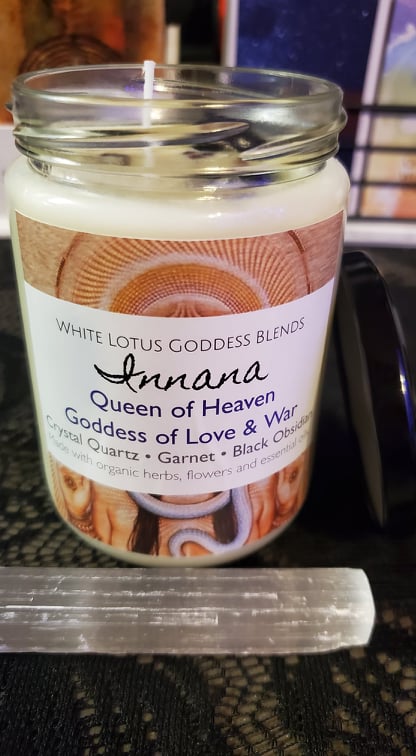 White Lotus Goddess Blends
Innana
Queen of Heaven
Goddess of Love & War
Crystal Quartz • Garnet • Black Obsidian
Made with organic herbs, flowers and essential